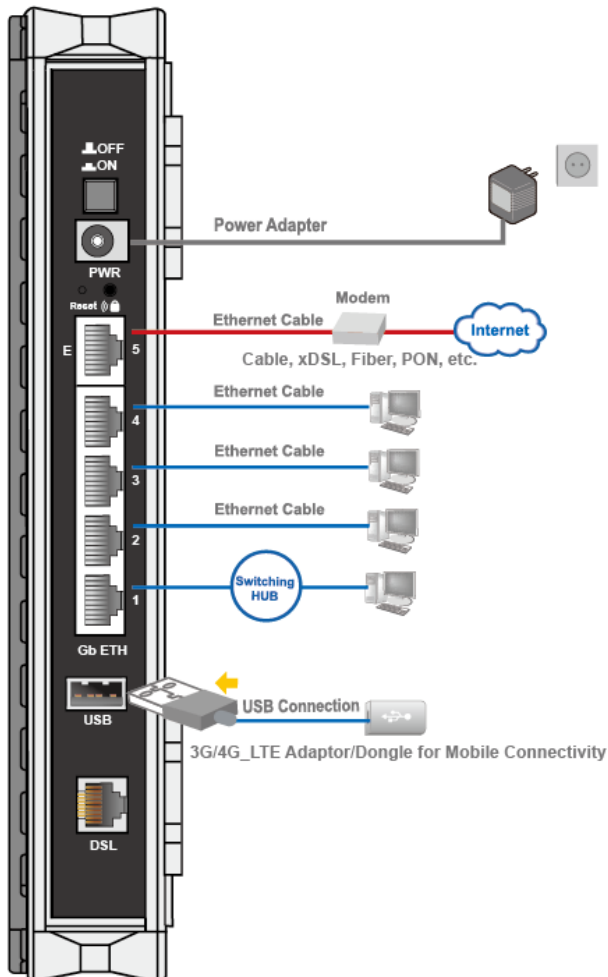 OFF
ON
Power Adapter
PWR
Reset
E
5
Ethernet Cable
Modem
Internet
Cable, xDSL, Fiber, PON, etc.
4
Ethernet Cable
3
Ethernet Cable
2
Ethernet Cable
1
Switching
HUB
Gb ETH
USB
USB Connection
3G/4G_LTE Adaptor/Dongle for Mobile Connectivity
DSL